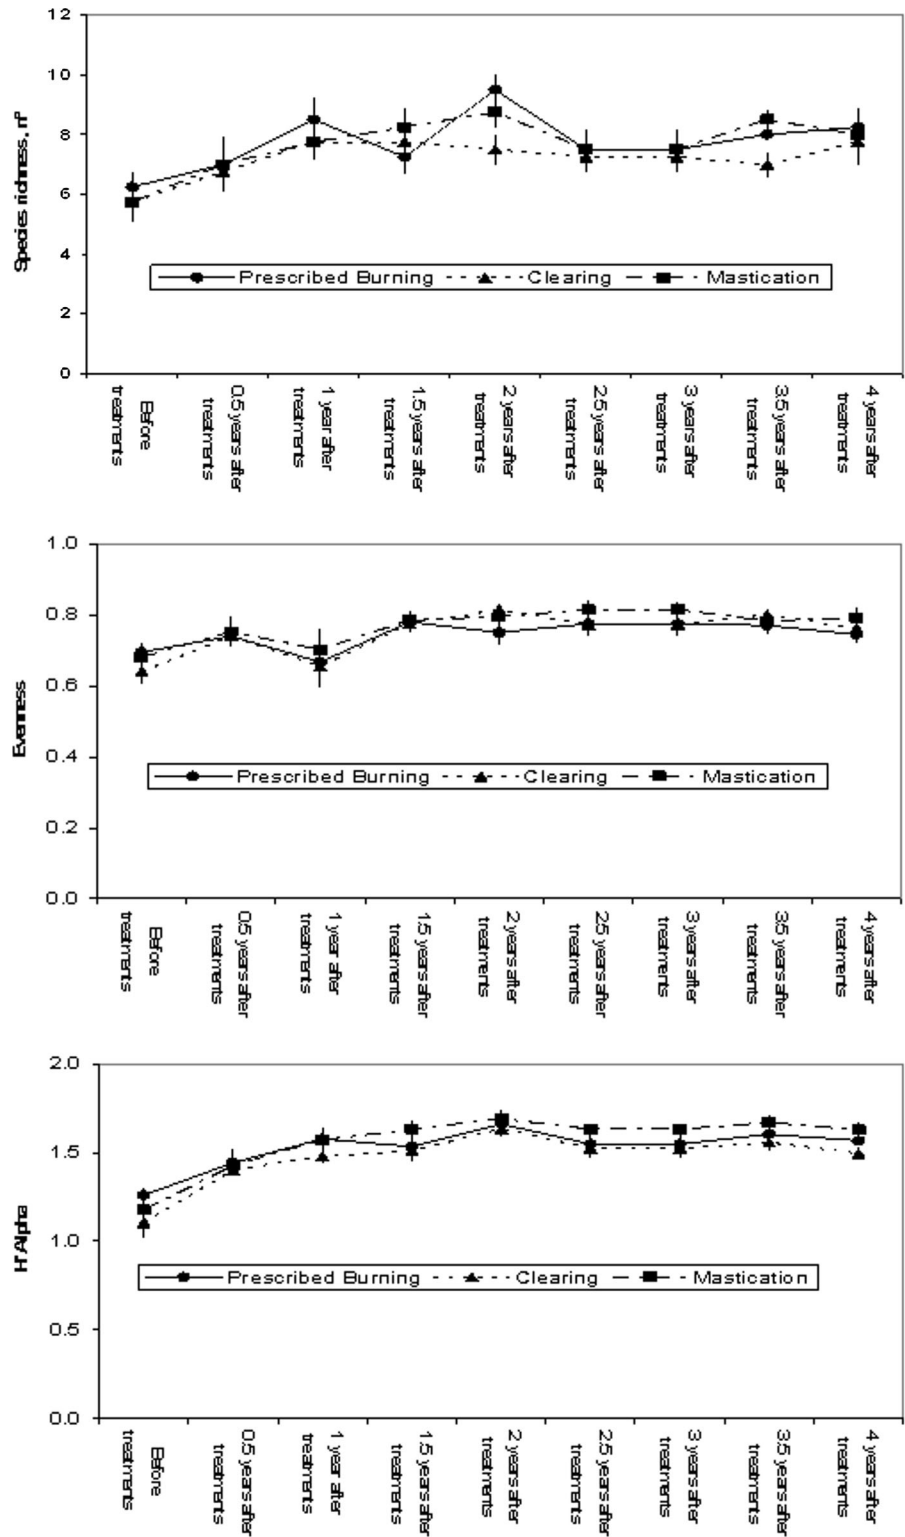 12
10
8
6
4
2
0
Species richness, nº
Prescribed Burning Clearing Mastication
Before
treatments
0.5 years after
treatments
1 year after
treatments
1.5 years after
treatments
2 years after
treatments
2.5 years after
treatments
3 years after
treatments
3.5 years after
treatments
4 years after
treatments
1.0
0.8
0.6
0.4
0.2
0.0
Evenness
Prescribed Burning Clearing Mastication
Before
treatments
0.5 years after
treatments
1 year after
treatments
1.5 years after
treatments
2 years after
treatments
2.5 years after
treatments
3 years after
treatments
3.5 years after
treatments
4 years after
treatments
2.0
1.5
1.0
0.5
0.0
H' Alpha
Prescribed Burning Clearing Mastication
Before
treatments
0.5 years after
treatments
1 year after
treatments
1.5 years after
treatments
2 years after
treatments
2.5 years after
treatments
3 years after
treatments
3.5 years after
treatments
4 years after
treatments